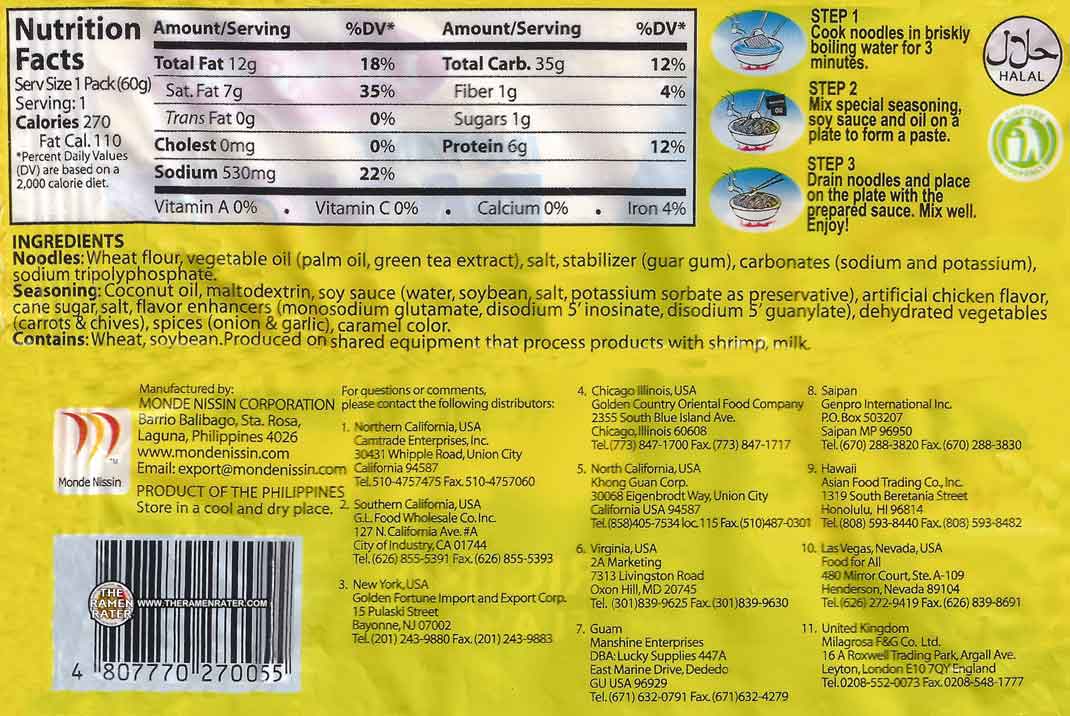 Nutrition
Facts
Serv Size 1 Pack (60g)
Serving: 1
Calories 270
Fat Cal. 110
*Percent Daily Values
(DV) are based on a
2,000 calorie diet.
Amount/Serving %DV* Amount/Serving %DV*
Total Fat 12g 18% Total Carb. 35g 12%
Sat. Fat 7g 35% Fiber 1g 4%
Trans Fat 0g 0% Sugars 1g
Cholest 0mg 0% Protein 6g 12%
Sodium 530mg 22%
Vitamin A 0% • Vitamin C 0% • Calcium 0% • Iron 4%
STEP 1
Cook noodles in briskly
boiling water for 3
minutes.
STEP 2
Mix special seasoning,
soy sauce and oil on a
plate to form a paste.
STEP 3
Drain noodles and place
on the plate with the
prepared sauce. Mix well.
Enjoy!
حلال
HALAL
INGREDIENTS
Noodles: Wheat flour, vegetable oil (palm oil, green tea extract), salt, stabilizer (guar gum), carbonates (sodium and potassium),
sodium tripolyphosphate.
Seasoning: Coconut oil, maltodextrin, soy sauce (water, soybean, salt, potassium sorbate as preservative), artificial chicken flavor,
cane sugar, salt, flavor enhancers (monosodium glutamate, disodium 5' inosinate, disodium 5' guanylate), dehydrated vegetables
(carrots & chives), spices (onion & garlic), caramel color.
Contains: Wheat, soybean. Produced on shared equipment that process products with shrimp, milk.
Monde Nissin
Manufactured by:
MONDE NISSIN CORPORATION
Barrio Balibago, Sta. Rosa,
Laguna, Philippines 4026
www.mondenissin.com
Email: export@mondenissin.com
PRODUCT OF THE PHILIPPINES
Store in a cool and dry place.
THE
RAMEN
RATER
WWW.THERAMENRATER.COM
4 807770 270055
For questions or comments,
please contact the following distributors:
1. Northern California, USA
Camtrade Enterprises, Inc.
30431 Whipple Road, Union City
California 94587
Tel. 510-4757475 Fax. 510-4757060
2. Southern California, USA
G.L. Food Wholesale Co. Inc.
127 N. California Ave. #A
City of Industry, CA 01744
Tel. (626) 855-5391 Fax. (626) 855-5393
3. New York, USA
Golden Fortune Import and Export Corp.
15 Pulaski Street
Bayonne, NJ 07002
Tel. (201) 243-9880 Fax. (201) 243-9883
4. Chicago Illinois, USA
Golden Country Oriental Food Company
2355 South Blue Island Ave.
Chicago, Illinois 60608
Tel. (773) 847-1700 Fax. (773) 847-1717
5. North California, USA
Khong Guan Corp.
30068 Eigenbrodt Way, Union City
California USA 94587
Tel. (858)405-7534 loc. 115 Fax. (510)487-0301
6. Virginia, USA
2A Marketing
7313 Livingston Road
Oxon Hill, MD 20745
Tel. (301)839-9625 Fax. (301)839-9630
7. Guam
Manshine Enterprises
DBA: Lucky Supplies 447A
East Marine Drive, Dededo
GU USA 96929
Tel. (671) 632-0791 Fax. (671)632-4279
8. Saipan
Genpro International Inc.
P.O. Box 503207
Saipan MP 96950
Tel. (670) 288-3820 Fax. (670) 288-3830
9. Hawaii
Asian Food Trading Co., Inc.
1319 South Beretania Street
Honolulu, HI 96814
Tel. (808) 593-8440 Fax. (808) 593-8482
10. Las Vegas, Nevada, USA
Food for All
480 Mirror Court, Ste. A-109
Henderson, Nevada 89104
Tel. (626) 272-9419 Fax. (626) 839-8691
11. United Kingdom
Milagrosa F&G Co. Ltd.
16 A Roxwell Trading Park, Argall Ave.
Leyton, London E10 7QY England
Tel. 0208-552-0073 Fax. 0208-548-1777